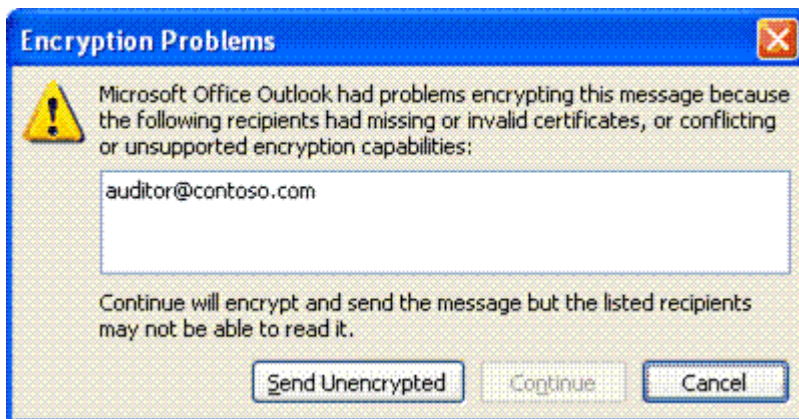 Encryption Problems
Microsoft Office Outlook had problems encrypting this message because
the following recipients had missing or invalid certificates, or conflicting
or unsupported encryption capabilities:
auditor@contoso.com
Continue will encrypt and send the message but the listed recipients
may not be able to read it.
Send Unencrypted Continue Cancel